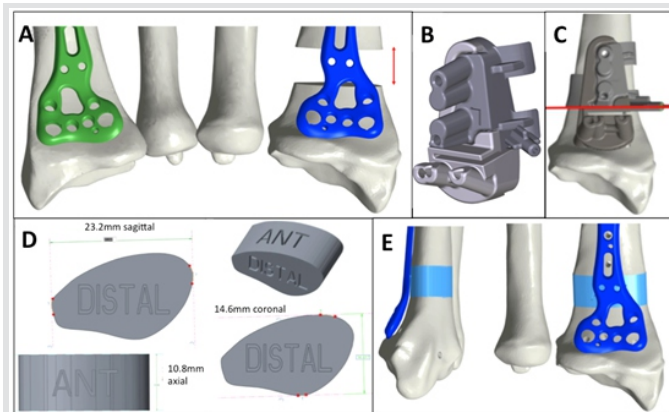 A
B
C
D
23.2mm sagittal
DISTAL
ANT
DISTAL
14.6mm coronal
DISTAL
ANT
10.8mm
axial
E